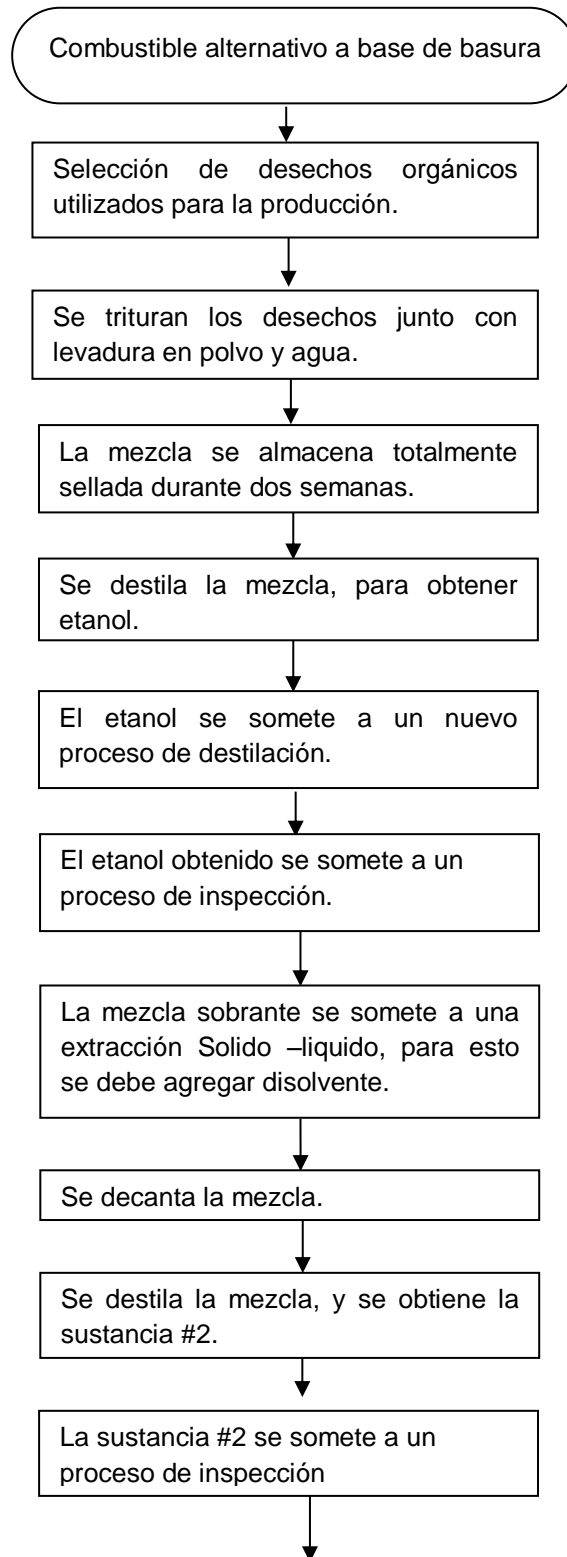 Combustible alternativo a base de basura
Selección de desechos orgánicos
utilizados para la producción.
Se trituran los desechos junto con
levadura en polvo y agua.
La mezcla se almacena totalmente
sellada durante dos semanas.
Se destila la mezcla, para obtener
etanol.
El etanol se somete a un nuevo
proceso de destilación.
El etanol obtenido se somete a un
proceso de inspección.
La mezcla sobrante se somete a una
extracción Solido –liquido, para esto
se debe agregar disolvente.
Se decanta la mezcla.
Se destila la mezcla, y se obtiene la
sustancia #2.
La sustancia #2 se somete a un
proceso de inspección